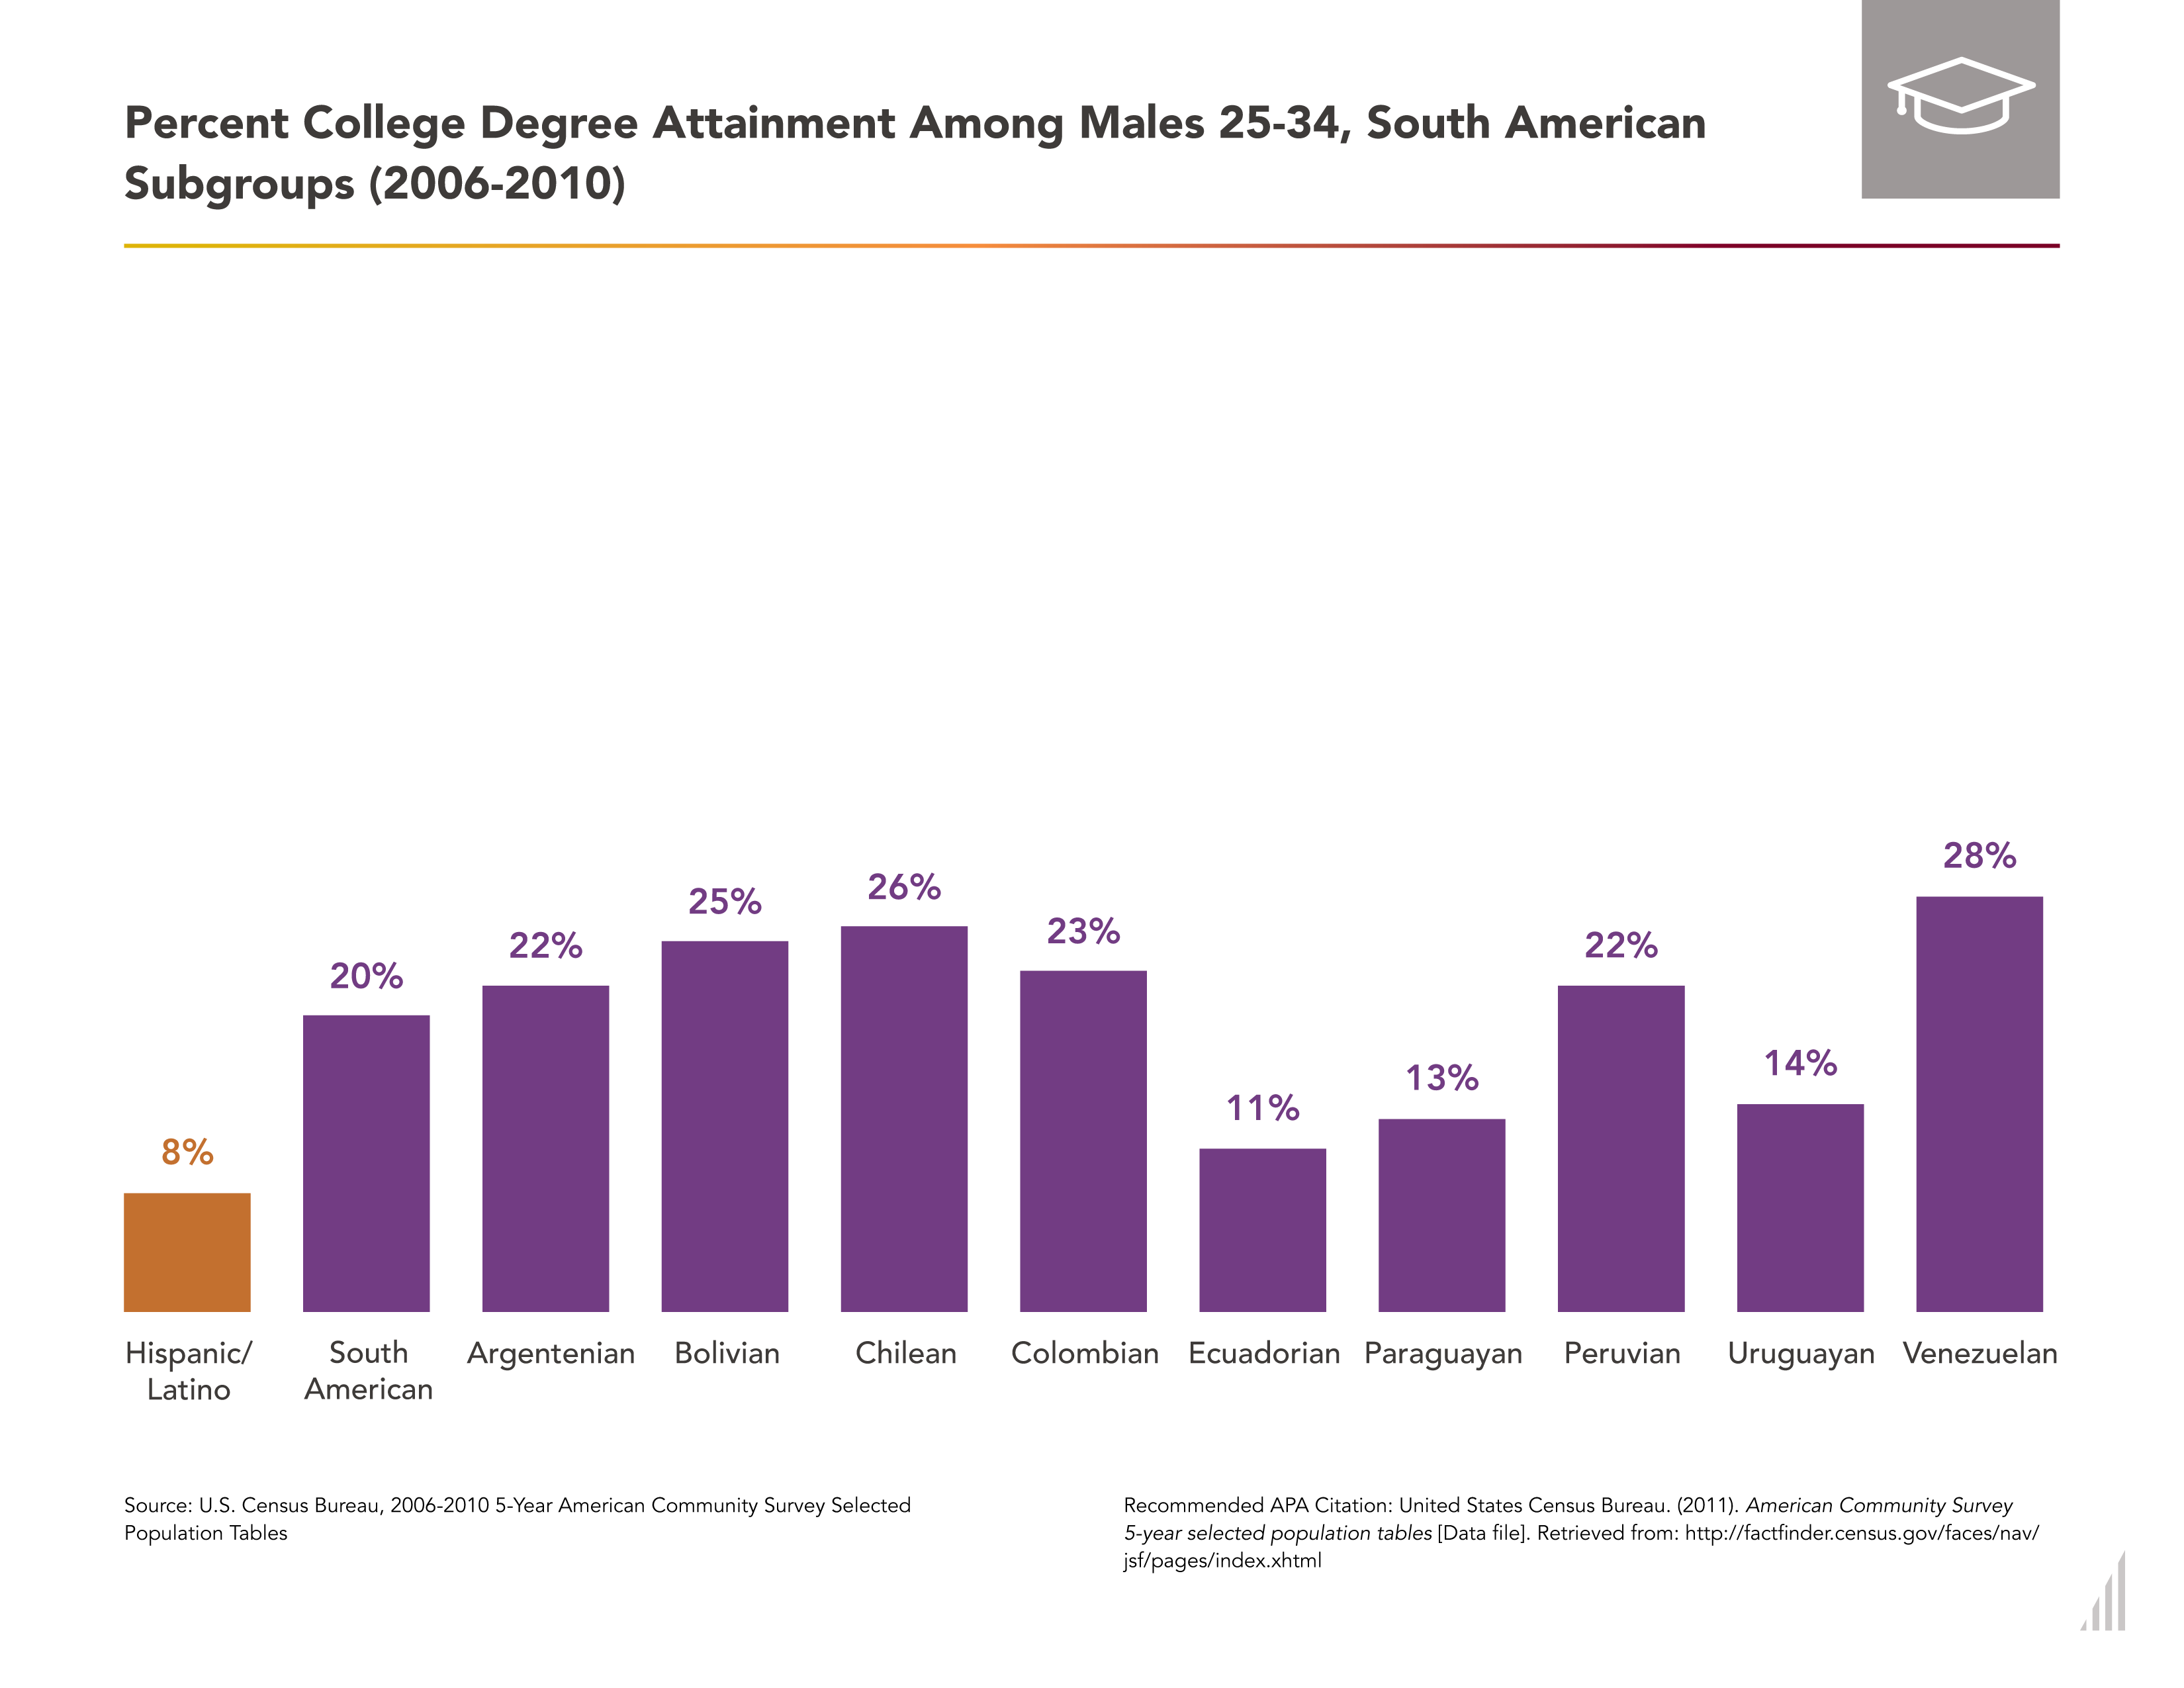 Percent College Degree Attainment Among Males 25-34, South American
Subgroups (2006-2010)
8%
20%
22%
25%
26%
23%
11%
13%
22%
14%
28%
Hispanic/
Latino
South
American
Argentenian
Bolivian
Chilean
Colombian
Ecuadorian
Paraguayan
Peruvian
Uruguayan
Venezuelan
Source: U.S. Census Bureau, 2006-2010 5-Year American Community Survey Selected
Population Tables
Recommended APA Citation: United States Census Bureau. (2011). American Community Survey
5-year selected population tables [Data file]. Retrieved from: http://factfinder.census.gov/faces/nav/
jsf/pages/index.xhtml